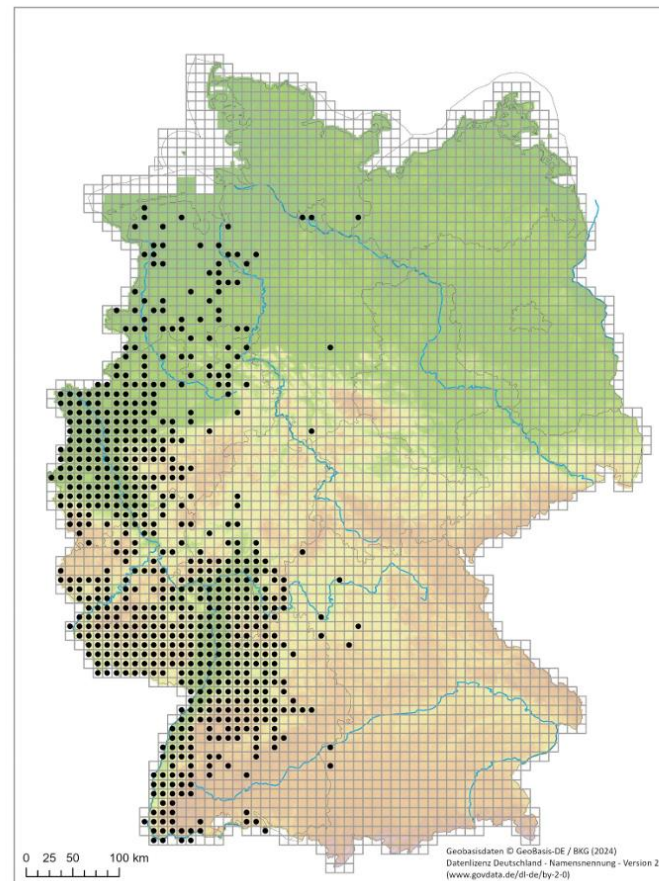 0 25 50 100 km
Geobasisdaten © GeoBasis-DE / BKG (2024)
Datenlizenz Deutschland - Namensnennung - Version 2.0
(www.govdata.de/dl-de/by-2-0)